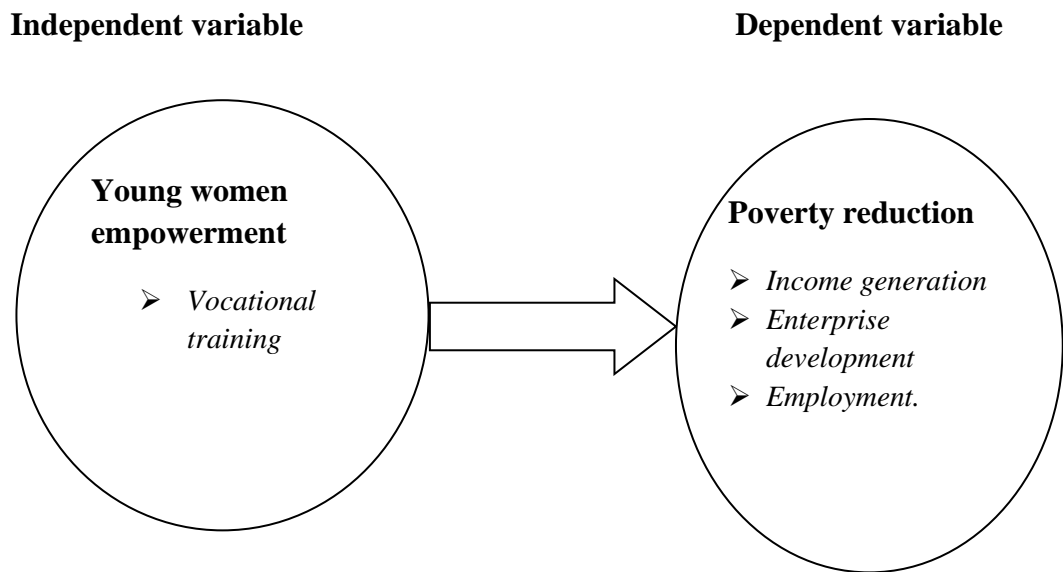 Independent variable
Dependent variable
Young women
empowerment
➢ Vocational
training
Poverty reduction
➢ Income generation
➢ Enterprise
development
➢ Employment.